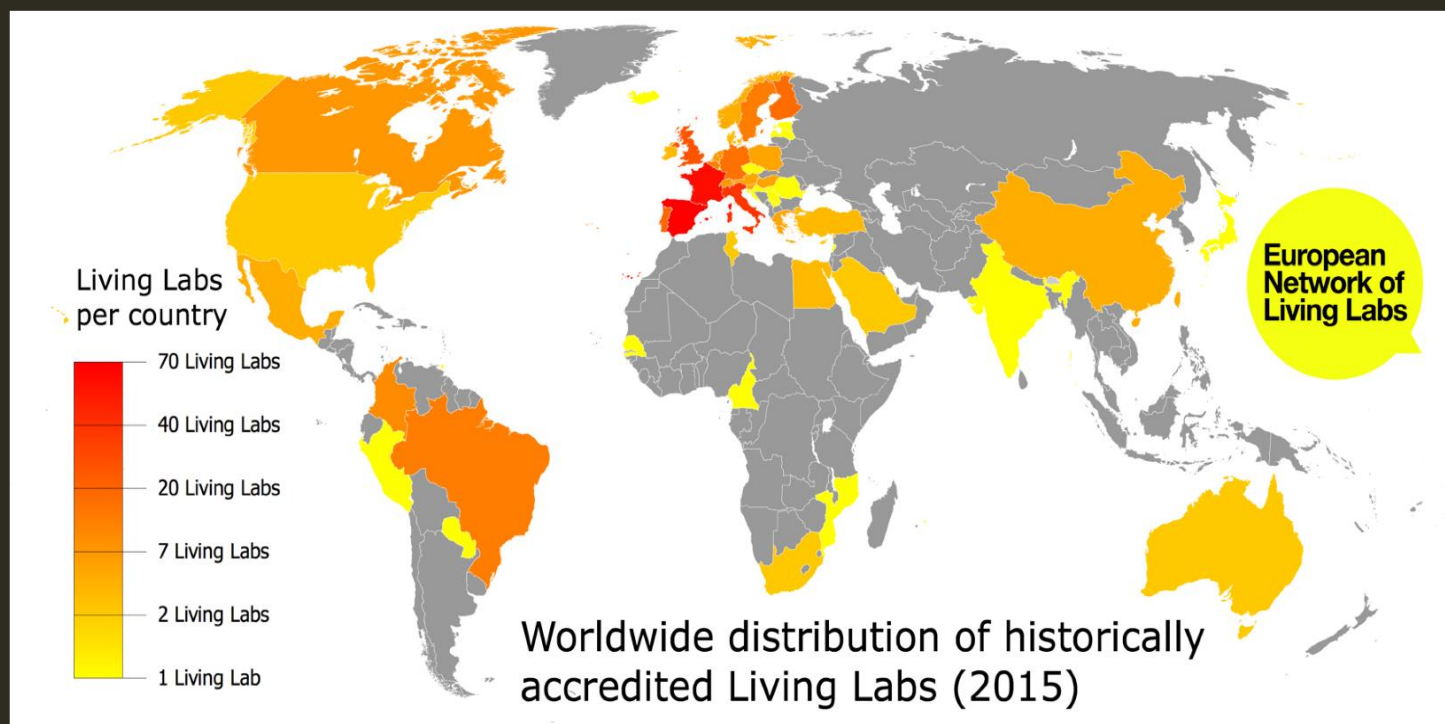 European
Network of
Living Labs
Living Labs
per country
70 Living Labs
40 Living Labs
20 Living Labs
7 Living Labs
2 Living Labs
1 Living Lab
Worldwide distribution of historically
accredited Living Labs (2015)